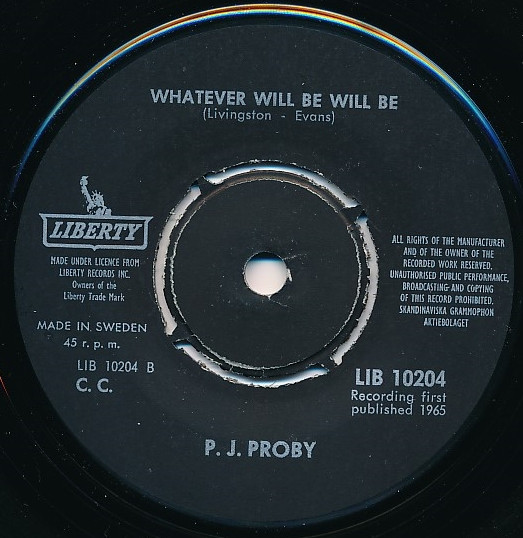 WHATEVER WILL BE WILL BE
(Livingston - Evans)
LIBERTY
MADE UNDER LICENCE FROM
LIBERTY RECORDS INC.
Owners of the
Liberty Trade Mark
MADE IN SWEDEN
45 r. p. m.
LIB 10204 B
C. C.
ALL RIGHTS OF THE MANUFACTURER
AND OF THE OWNER OF THE
RECORDED WORK RESERVED.
UNAUTHORISED PUBLIC PERFORMANCE,
BROADCASTING AND COPYING
OF THIS RECORD PROHIBITED.
SKANDINAVISKA GRAMMOPHON
AKTIEBOLAGET
LIB 10204
Recording first
published 1965
P. J. PROBY